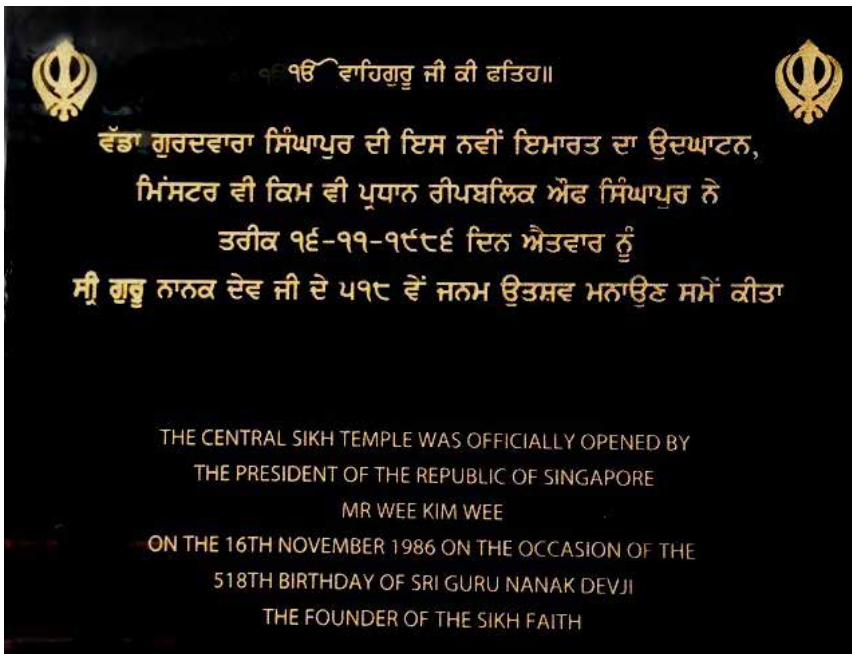 ੴ ਵਾਹਿਗੁਰੂ ਜੀ ਕੀ ਫਤਿਹ॥
ਵੱਡਾ ਗੁਰਦਵਾਰਾ ਸਿੰਘਾਪੁਰ ਦੀ ਇਸ ਨਵੀਂ ਇਮਾਰਤ ਦਾ ਉਦਘਾਟਨ,
ਮਿੰਸਟਰ ਵੀ ਕਿਮ ਵੀ ਪ੍ਰਧਾਨ ਰੀਪਬਲਿਕ ਔਫ ਸਿੰਘਾਪੁਰ ਨੇ
ਤਰੀਕ ੧੬-੧੧-੧੯੮੬ ਦਿਨ ਐਤਵਾਰ ਨੂੰ
ਸ੍ਰੀ ਗੁਰੂ ਨਾਨਕ ਦੇਵ ਜੀ ਦੇ ੫੧੮ ਵੇਂ ਜਨਮ ਉਤਸ਼ਵ ਮਨਾਉਣ ਸਮੇਂ ਕੀਤਾ
THE CENTRAL SIKH TEMPLE WAS OFFICIALLY OPENED BY
THE PRESIDENT OF THE REPUBLIC OF SINGAPORE
MR WEE KIM WEE
ON THE 16TH NOVEMBER 1986 ON THE OCCASION OF THE
518TH BIRTHDAY OF SRI GURU NANAK DEVJI
THE FOUNDER OF THE SIKH FAITH